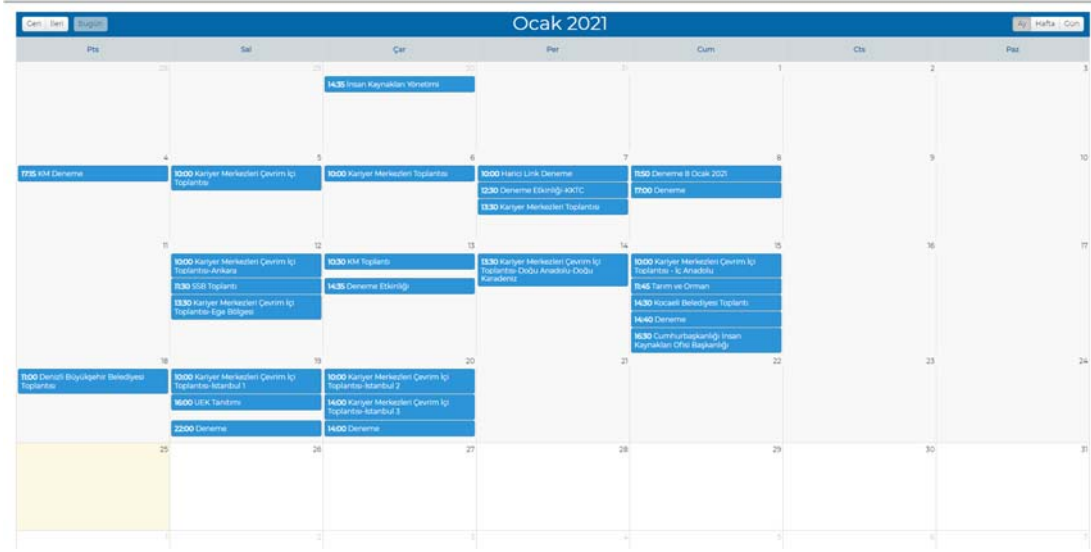 Geri İleri Bugün
Ocak 2021
Ay Hafta Gün
Pts Sal Çar Per Cum Cts Paz
28 29 30 31 1 2 3
14:35 İnsan Kaynakları Yönetimi
4 5 6 7 8 9 10
17:15 KM Deneme
10:00 Kariyer Merkezleri Çevrim İçi
Toplantısı
10:00 Kariyer Merkezleri Toplantısı
10:00 Harici Link Deneme
12:30 Deneme Etkinliği-KKTC
13:30 Kariyer Merkezleri Toplantısı
11:50 Deneme 8 Ocak 2021
17:00 Deneme
11 12 13 14 15 16 17
10:00 Kariyer Merkezleri Çevrim İçi
Toplantısı-Ankara
11:30 SSB Toplantı
13:30 Kariyer Merkezleri Çevrim İçi
Toplantısı-Ege Bölgesi
10:30 KM Toplantı
14:35 Deneme Etkinliği
13:30 Kariyer Merkezleri Çevrim İçi
Toplantısı-Doğu Anadolu-Doğu
Karadeniz
10:00 Kariyer Merkezleri Çevrim İçi
Toplantısı - İç Anadolu
11:45 Tarım ve Orman
14:30 Kocaeli Belediyesi Toplantı
14:40 Deneme
16:30 Cumhurbaşkanlığı İnsan
Kaynakları Ofisi Başkanlığı
18 19 20 21 22 23 24
11:00 Denizli Büyükşehir Belediyesi
Toplantısı
10:00 Kariyer Merkezleri Çevrim İçi
Toplantısı-İstanbul 1
16:00 UEK Tanıtımı
22:00 Deneme
10:00 Kariyer Merkezleri Çevrim İçi
Toplantısı-İstanbul 2
14:00 Kariyer Merkezleri Çevrim İçi
Toplantısı-İstanbul 3
14:00 Deneme
25 26 27 28 29 30 31
1 2 3 4 5 6